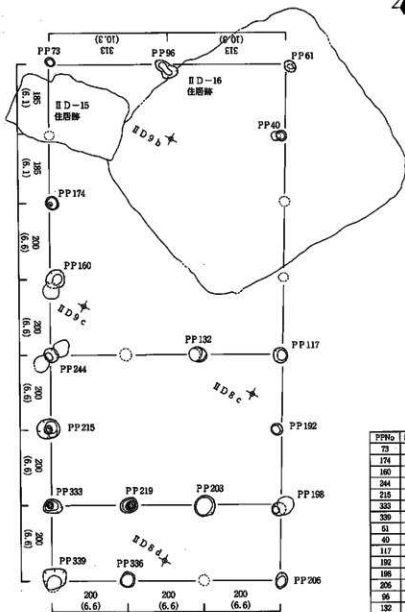 313
(10.3)
313
(10.3)
PP73
PP96
PP61
185
(6.1)
ⅡD-15
住居跡
ⅡD-16
住居跡
PP40
ⅡD9b
185
(6.1)
PP174
200
(6.6)
PP160
ⅡD9c
200
(6.6)
PP132
PP117
PP244
200
(6.6)
ⅡD8c
PP215
PP192
200
(6.6)
PP333
PP219
PP203
PP198
200
(6.6)
ⅡD8d
PP339
PP336
PP206
200
200
200
(6.6)
(6.6)
(6.6)
PPNo
73
174
160
244
215
333
339
61
40
117
192
198
206
96
132